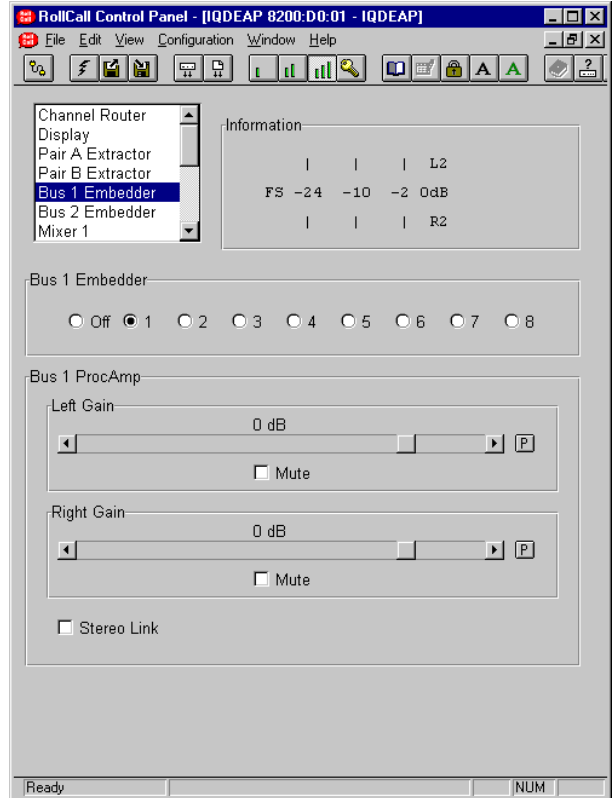 RollCall Control Panel - [IQDEAP 8200:D0:01 - IQDEAP]
File Edit View Configuration Window Help
A A
Channel Router
Display
Pair A Extractor
Pair B Extractor
Bus 1 Embedder
Bus 2 Embedder
Mixer 1
Information
| | | L2
FS -24 -10 -2 0dB
| | | R2
Bus 1 Embedder
Off 1 2 3 4 5 6 7 8
Bus 1 ProcAmp
Left Gain
0 dB
P
Mute
Right Gain
0 dB
P
Mute
Stereo Link
Ready NUM